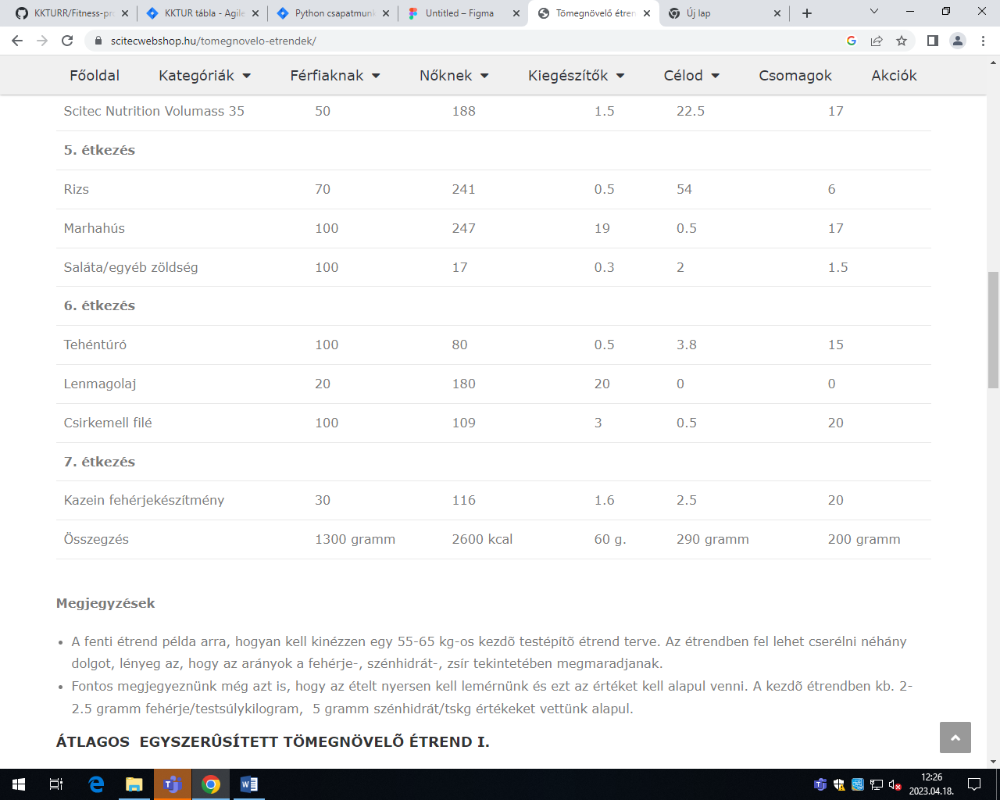 KKTURR/Fitness-pro
KKTUR tábla - Agile
Python csapatmunk
Untitled – Figma
Tömegnövelő étren
Új lap
scitecwebshop.hu/tomegnovelo-etrendek/
Főoldal Kategóriák Férfiaknak Nőknek Kiegészítők Célod Csomagok Akciók
Scitec Nutrition Volumass 35 50 188 1.5 22.5 17
5. étkezés
Rizs 70 241 0.5 54 6
Marhahús 100 247 19 0.5 17
Saláta/egyéb zöldség 100 17 0.3 2 1.5
6. étkezés
Tehéntúró 100 80 0.5 3.8 15
Lenmagolaj 20 180 20 0 0
Csirkemell filé 100 109 3 0.5 20
7. étkezés
Kazein fehérjekészítmény 30 116 1.6 2.5 20
Összegzés 1300 gramm 2600 kcal 60 g. 290 gramm 200 gramm
Megjegyzések
• A fenti étrend példa arra, hogyan kell kinézzen egy 55-65 kg-os kezdõ testépítõ étrend terve. Az étrendben fel lehet cserélni néhány
dolgot, lényeg az, hogy az arányok a fehérje-, szénhidrát-, zsír tekintetében megmaradjanak.
• Fontos megjegyeznünk még azt is, hogy az ételt nyersen kell lemérnünk és ezt az értéket kell alapul venni. A kezdõ étrendben kb. 2-
2.5 gramm fehérje/testsúlykilogram, 5 gramm szénhidrát/tskg értékeket vettünk alapul.
ÁTLAGOS EGYSZERÛSÍTETT TÖMEGNÖVELÕ ÉTREND I.
12:26
2023.04.18.